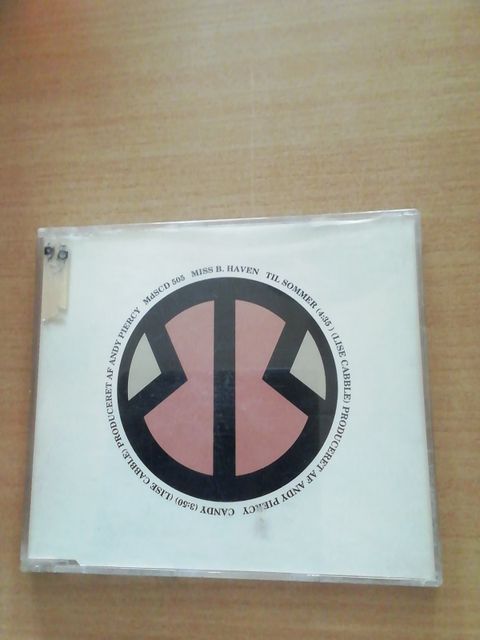 MdSCD 505 MISS B. HAVEN TIL SOMMER (4:35) (LISE CABBLE) PRODUCERET AF ANDY PIERCY CANDY (3:50) (LISE CABBLE) PRODUCERET AF ANDY PIERCY